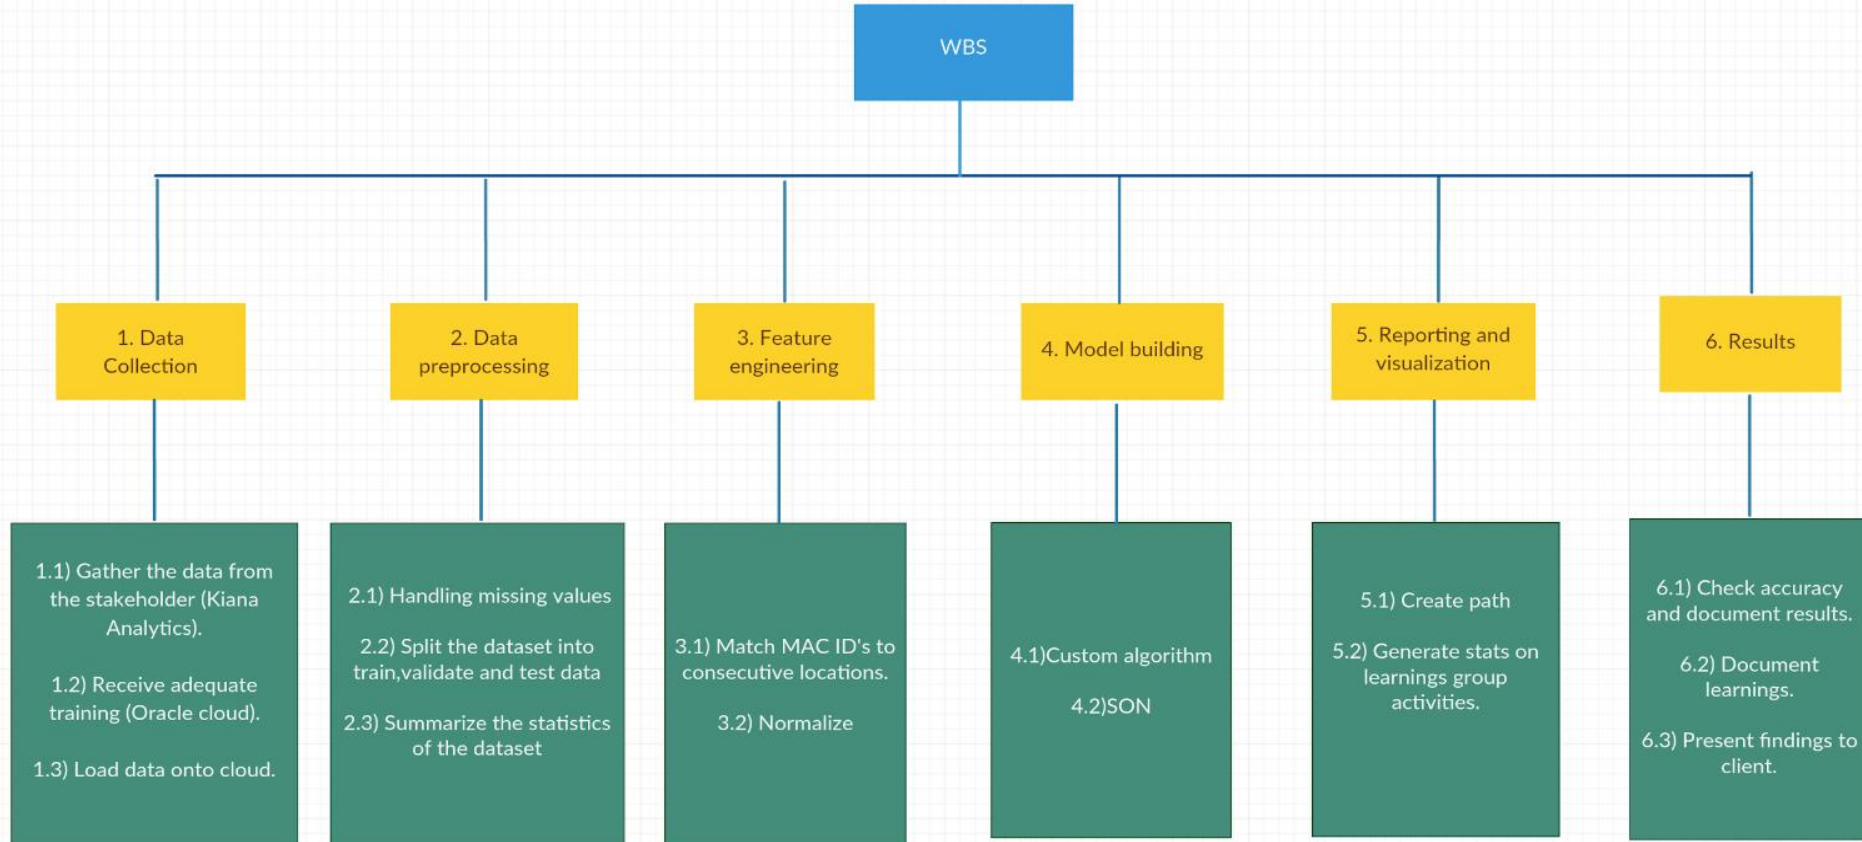 WBS
1. Data
Collection
2. Data
preprocessing
3. Feature
engineering
4. Model building
5. Reporting and
visualization
6. Results
1.1) Gather the data from
the stakeholder (Kiana
Analytics).
1.2) Receive adequate
training (Oracle cloud).
1.3) Load data onto cloud.
2.1) Handling missing values
2.2) Split the dataset into
train,validate and test data
2.3) Summarize the statistics
of the dataset
3.1) Match MAC ID's to
consecutive locations.
3.2) Normalize
4.1)Custom algorithm
4.2)SON
5.1) Create path
5.2) Generate stats on
learnings group
activities.
6.1) Check accuracy
and document results.
6.2) Document
learnings.
6.3) Present findings to
client.